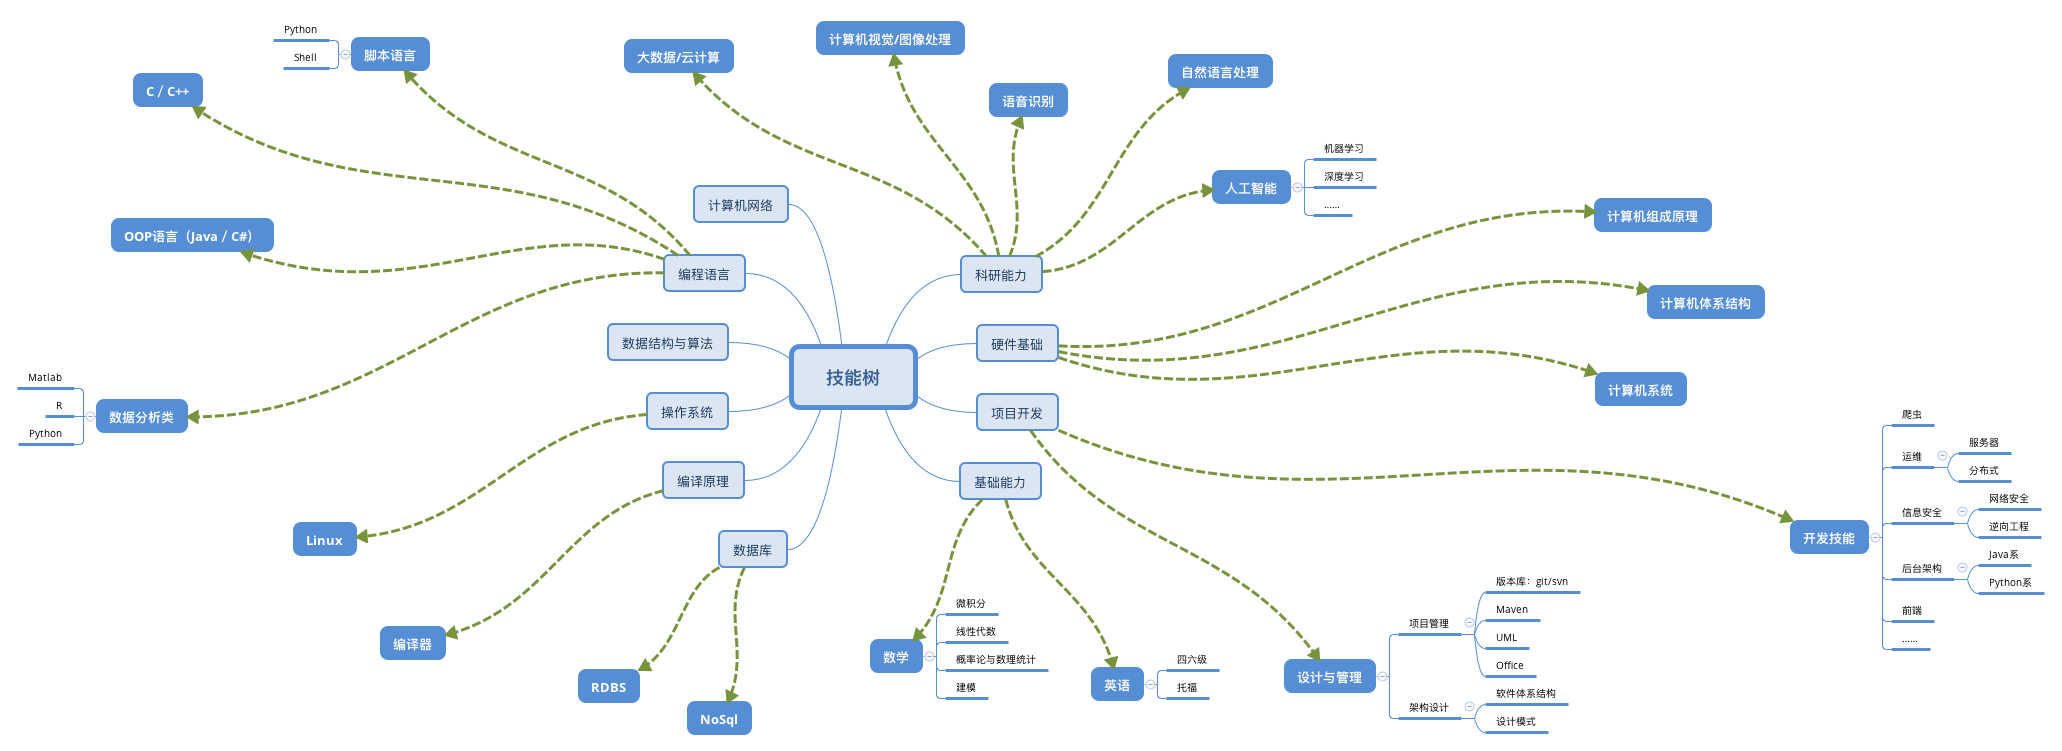 技能树
计算机网络
编程语言
脚本语言
Python
Shell
C / C++
OOP语言（Java / C#）
数据分析类
Matlab
R
Python
数据结构与算法
操作系统
Linux
编译原理
编译器
数据库
RDBS
NoSql
科研能力
大数据/云计算
计算机视觉/图像处理
语音识别
自然语言处理
人工智能
机器学习
深度学习
......
硬件基础
计算机组成原理
计算机体系结构
计算机系统
项目开发
开发技能
爬虫
运维
服务器
分布式
信息安全
网络安全
逆向工程
后台架构
Java系
Python系
前端
......
设计与管理
项目管理
版本库：git/svn
Maven
UML
Office
架构设计
软件体系结构
设计模式
基础能力
数学
微积分
线性代数
概率论与数理统计
建模
英语
四六级
托福